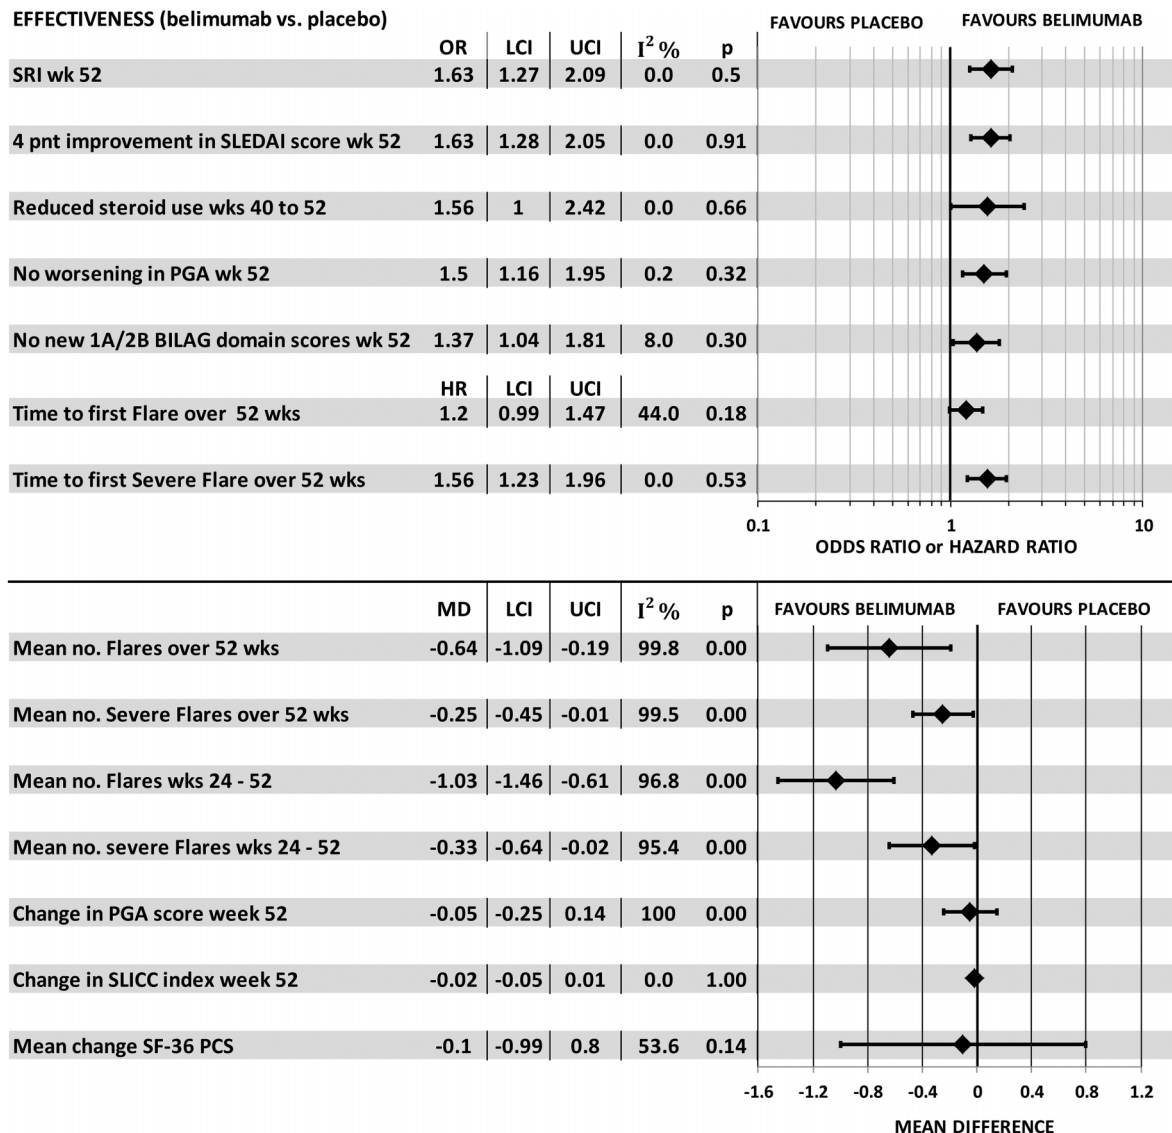 EFFECTIVENESS (belimumab vs. placebo)
FAVOURS PLACEBO FAVOURS BELIMUMAB
OR LCI UCI I² % p
SRI wk 52 1.63 1.27 2.09 0.0 0.5
4 pnt improvement in SLEDAI score wk 52 1.63 1.28 2.05 0.0 0.91
Reduced steroid use wks 40 to 52 1.56 1 2.42 0.0 0.66
No worsening in PGA wk 52 1.5 1.16 1.95 0.2 0.32
No new 1A/2B BILAG domain scores wk 52 1.37 1.04 1.81 8.0 0.30
HR LCI UCI
Time to first Flare over 52 wks 1.2 0.99 1.47 44.0 0.18
Time to first Severe Flare over 52 wks 1.56 1.23 1.96 0.0 0.53
0.1 1 10
ODDS RATIO or HAZARD RATIO
MD LCI UCI I² % p FAVOURS BELIMUMAB FAVOURS PLACEBO
Mean no. Flares over 52 wks -0.64 -1.09 -0.19 99.8 0.00
Mean no. Severe Flares over 52 wks -0.25 -0.45 -0.01 99.5 0.00
Mean no. Flares wks 24 - 52 -1.03 -1.46 -0.61 96.8 0.00
Mean no. severe Flares wks 24 - 52 -0.33 -0.64 -0.02 95.4 0.00
Change in PGA score week 52 -0.05 -0.25 0.14 100 0.00
Change in SLICC index week 52 -0.02 -0.05 0.01 0.0 1.00
Mean change SF-36 PCS -0.1 -0.99 0.8 53.6 0.14
-1.6 -1.2 -0.8 -0.4 0 0.4 0.8 1.2
MEAN DIFFERENCE